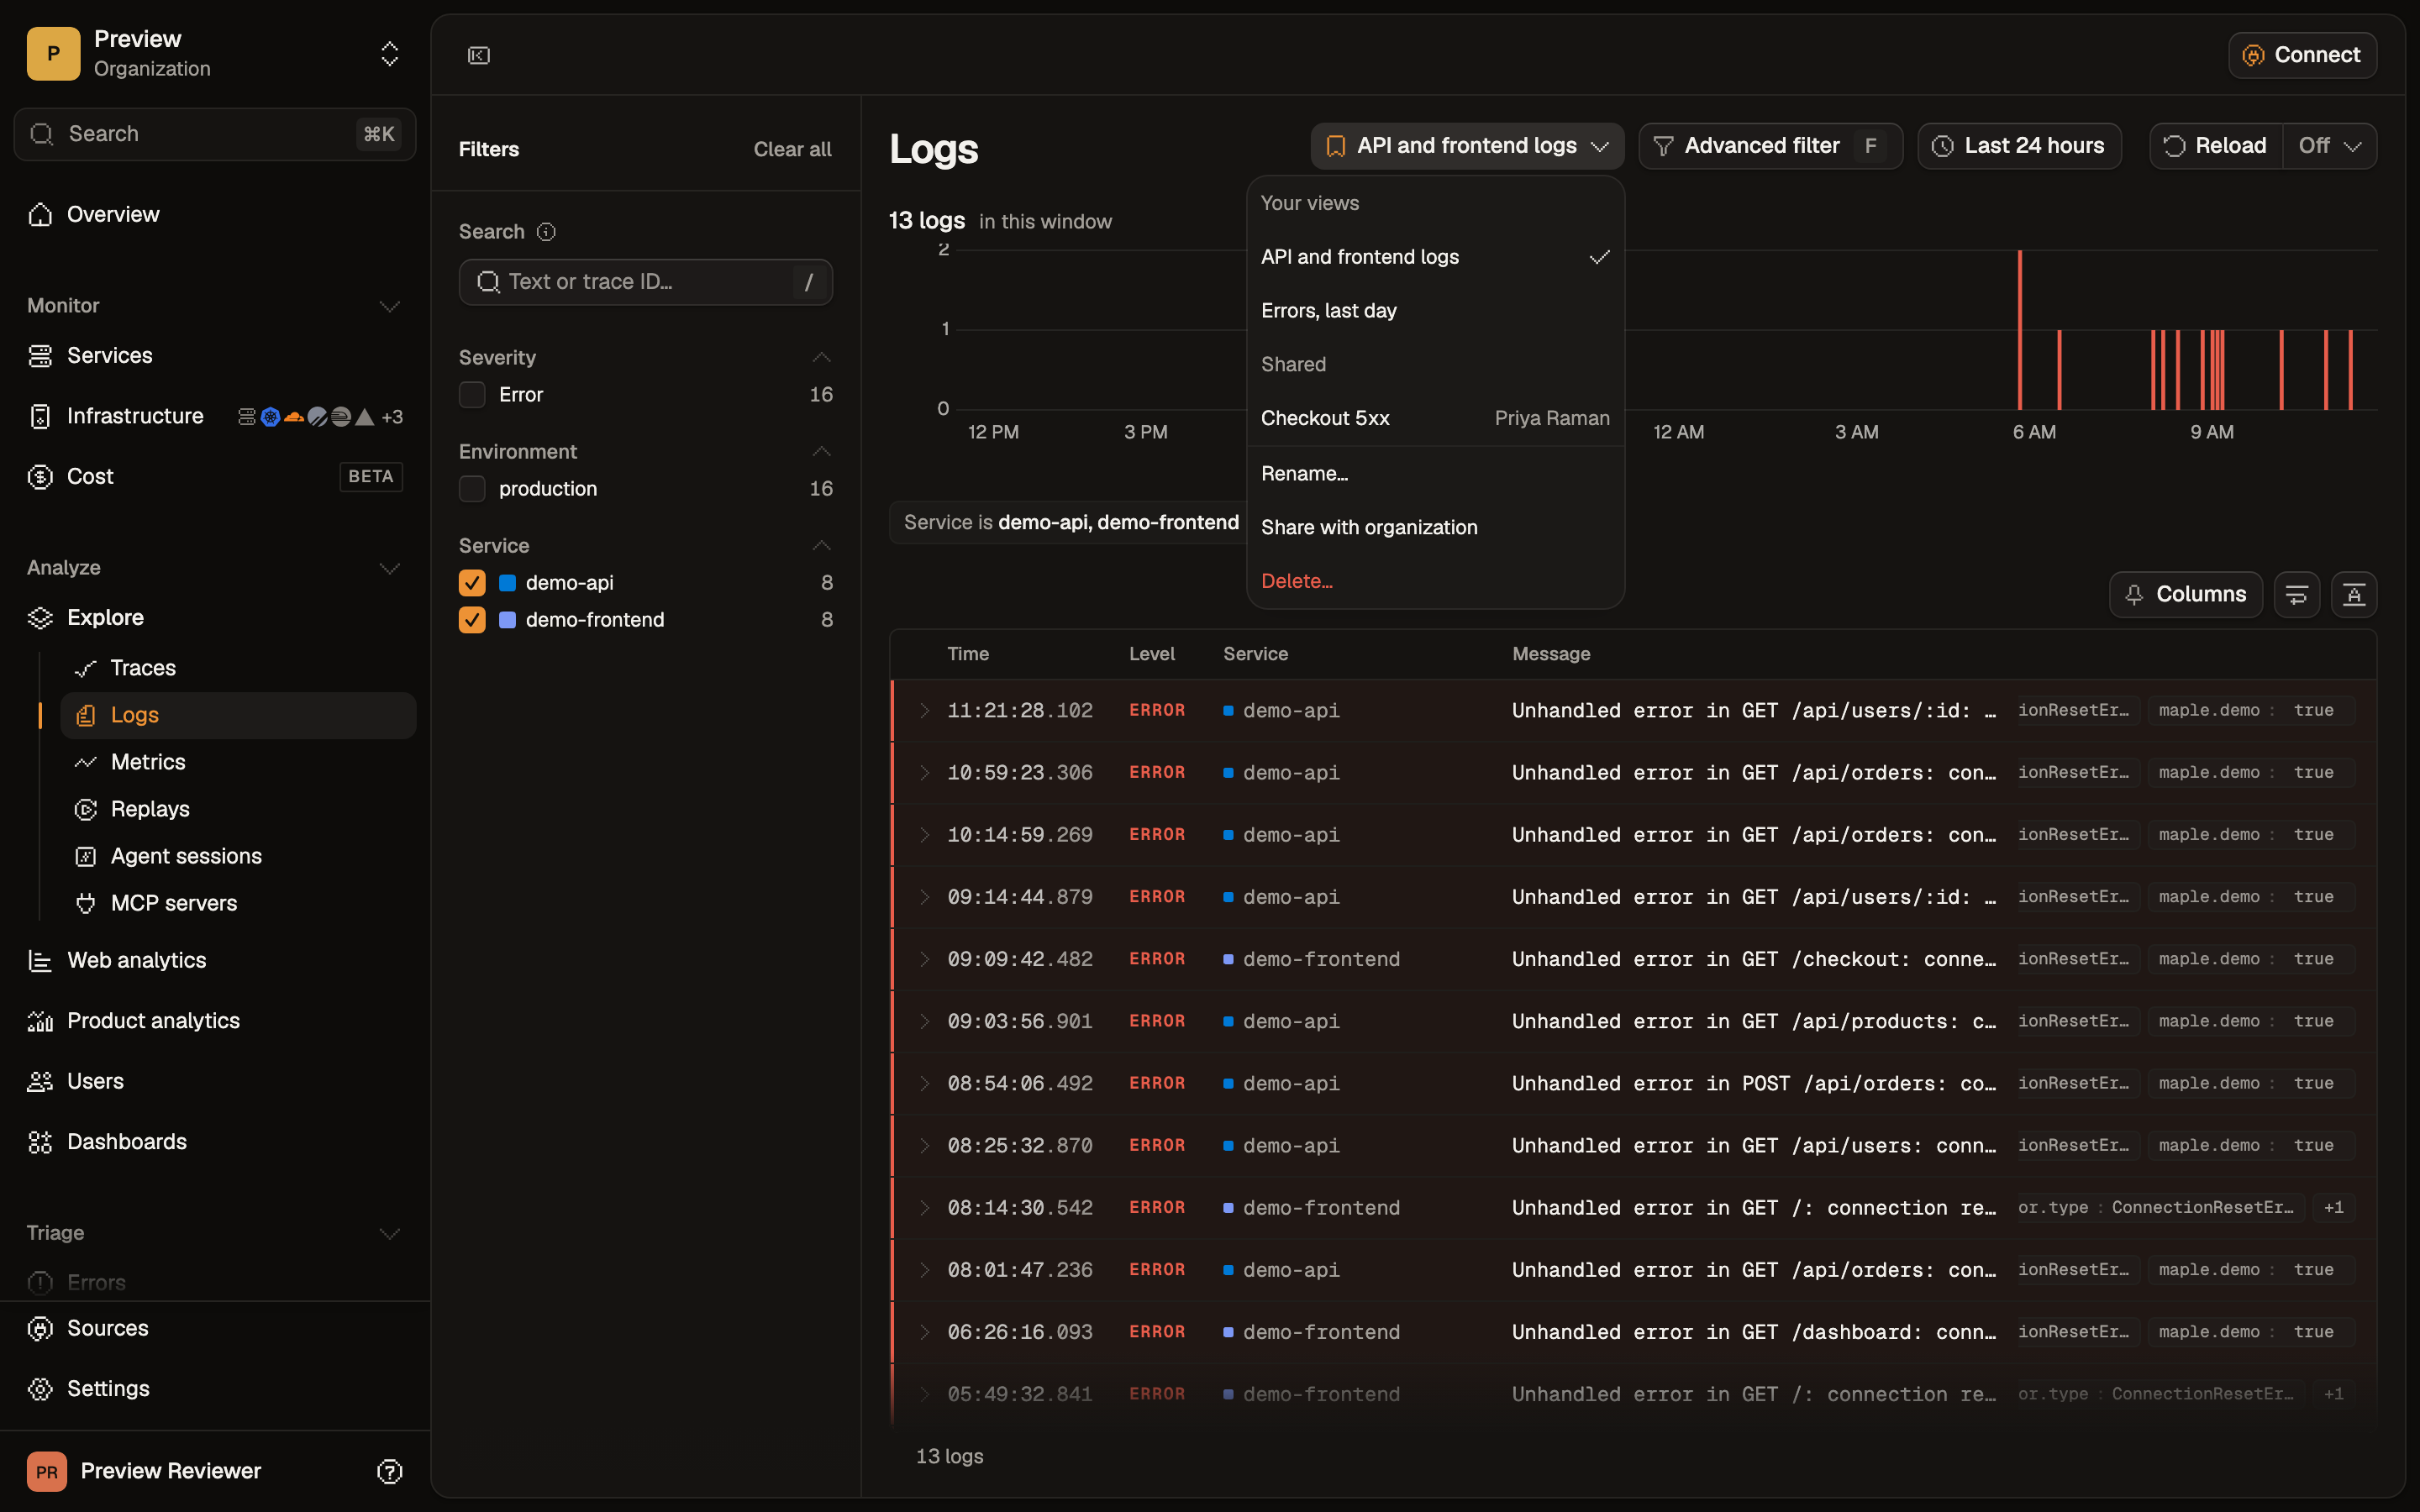 P
Preview
Organization
Search
⌘K
Overview
Monitor
Services
Infrastructure
+3
Cost
BETA
Analyze
Explore
Traces
Logs
Metrics
Replays
Agent sessions
MCP servers
Web analytics
Product analytics
Users
Dashboards
Triage
Errors
Sources
Settings
PR
Preview Reviewer
Connect
Filters
Clear all
Search
Text or trace ID...
/
Severity
Error 16
Environment
production 16
Service
demo-api 8
demo-frontend 8
Logs
API and frontend logs
Advanced filter F
Last 24 hours
Reload
Off
13 logs in this window
2
1
0
12 PM 3 PM 12 AM 3 AM 6 AM 9 AM
Your views
API and frontend logs
Errors, last day
Shared
Checkout 5xx Priya Raman
Rename...
Share with organization
Delete...
Service is demo-api, demo-frontend
Columns
Time Level Service Message
11:21:28.102 ERROR demo-api Unhandled error in GET /api/users/:id: … ionResetEr… maple.demo : true
10:59:23.306 ERROR demo-api Unhandled error in GET /api/orders: con… ionResetEr… maple.demo : true
10:14:59.269 ERROR demo-api Unhandled error in GET /api/orders: con… ionResetEr… maple.demo : true
09:14:44.879 ERROR demo-api Unhandled error in GET /api/users/:id: … ionResetEr… maple.demo : true
09:09:42.482 ERROR demo-frontend Unhandled error in GET /checkout: conne… ionResetEr… maple.demo : true
09:03:56.901 ERROR demo-api Unhandled error in GET /api/products: c… ionResetEr… maple.demo : true
08:54:06.492 ERROR demo-api Unhandled error in POST /api/orders: co… ionResetEr… maple.demo : true
08:25:32.870 ERROR demo-api Unhandled error in GET /api/users: conn… ionResetEr… maple.demo : true
08:14:30.542 ERROR demo-frontend Unhandled error in GET /: connection re… or.type : ConnectionResetEr… +1
08:01:47.236 ERROR demo-api Unhandled error in GET /api/orders: con… ionResetEr… maple.demo : true
06:26:16.093 ERROR demo-frontend Unhandled error in GET /dashboard: conn… ionResetEr… maple.demo : true
05:49:32.841 ERROR demo-frontend Unhandled error in GET /: connection re… or.type : ConnectionResetEr… +1
13 logs